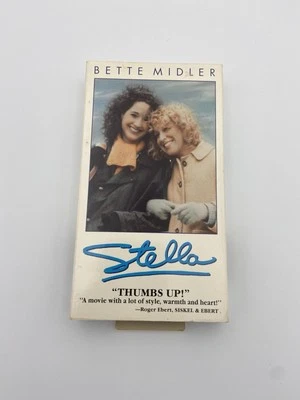 BETTE MIDLER
Stella
"THUMBS UP!"
"A movie with a lot of style, warmth and heart!"
—Roger Ebert, SISKEL & EBERT